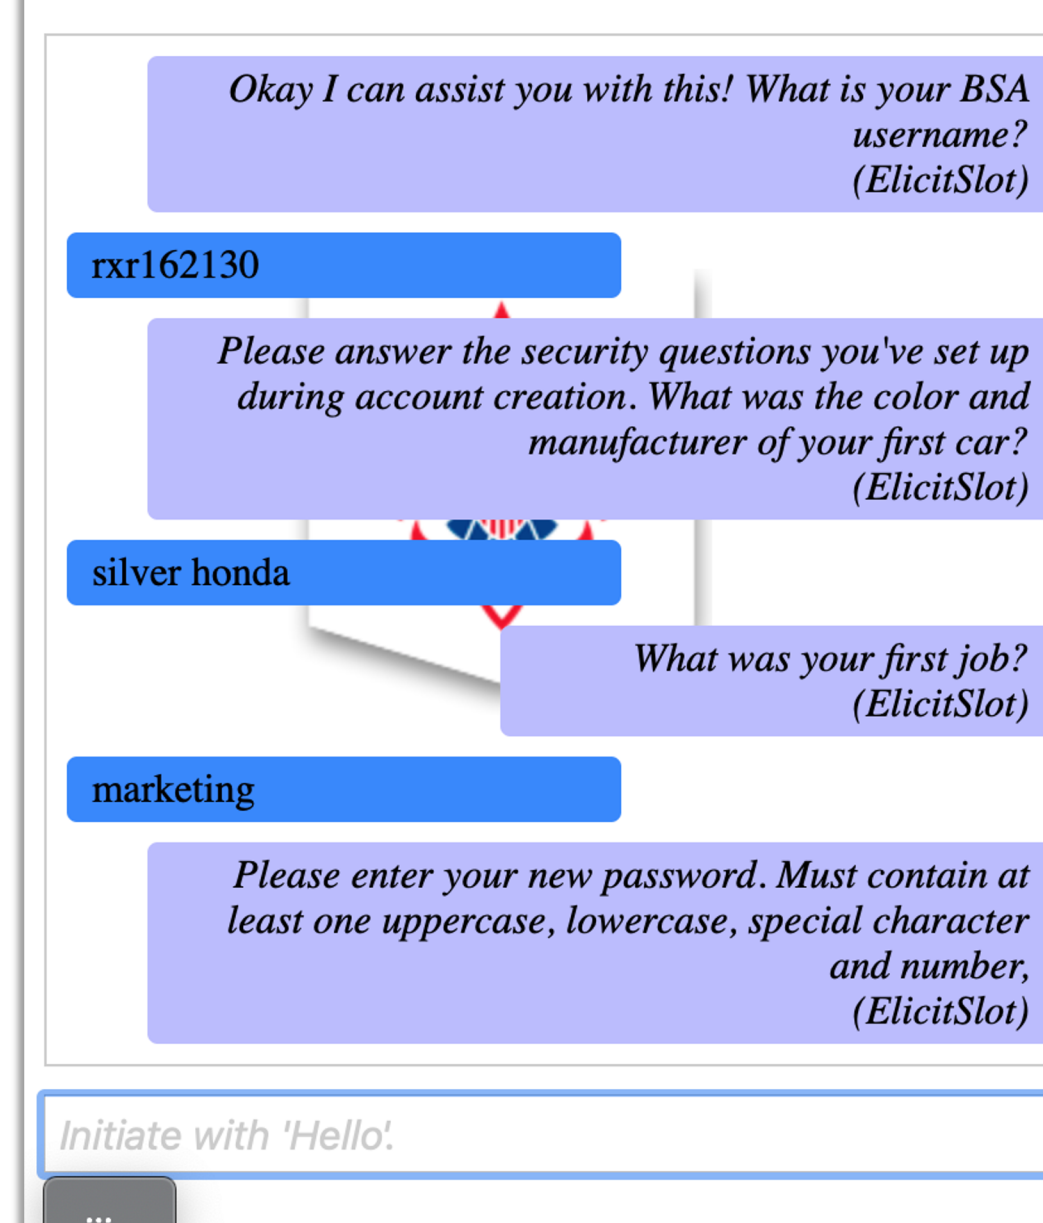 Okay I can assist you with this! What is your BSA
username?
(ElicitSlot)
rxr162130
Please answer the security questions you've set up
during account creation. What was the color and
manufacturer of your first car?
(ElicitSlot)
silver honda
What was your first job?
(ElicitSlot)
marketing
Please enter your new password. Must contain at
least one uppercase, lowercase, special character
and number,
(ElicitSlot)
Initiate with 'Hello'.